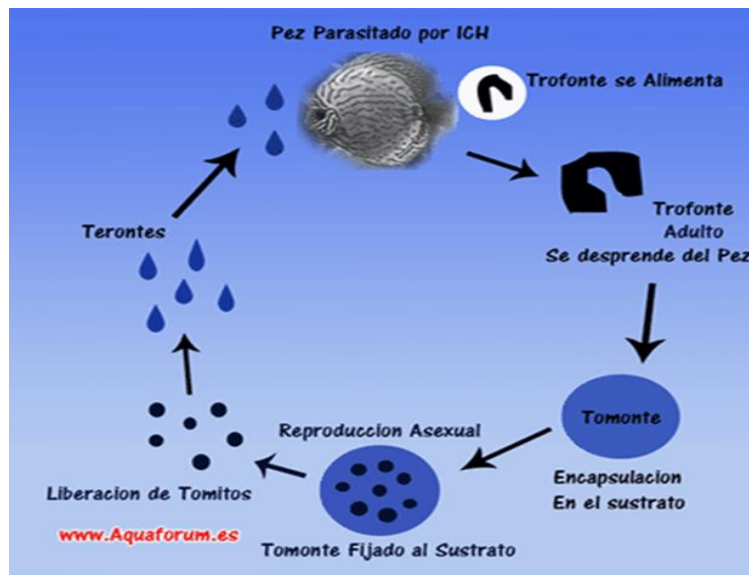 Pez Parasitado por ICH
Trofonte se Alimenta
Trofonte
Adulto
Se desprende del Pez
Tomonte
Encapsulacion
En el sustrato
Reproduccion Asexual
Tomonte Fijado al Sustrato
Liberacion de Tomitos
Terontes
www.Aquaforum.es